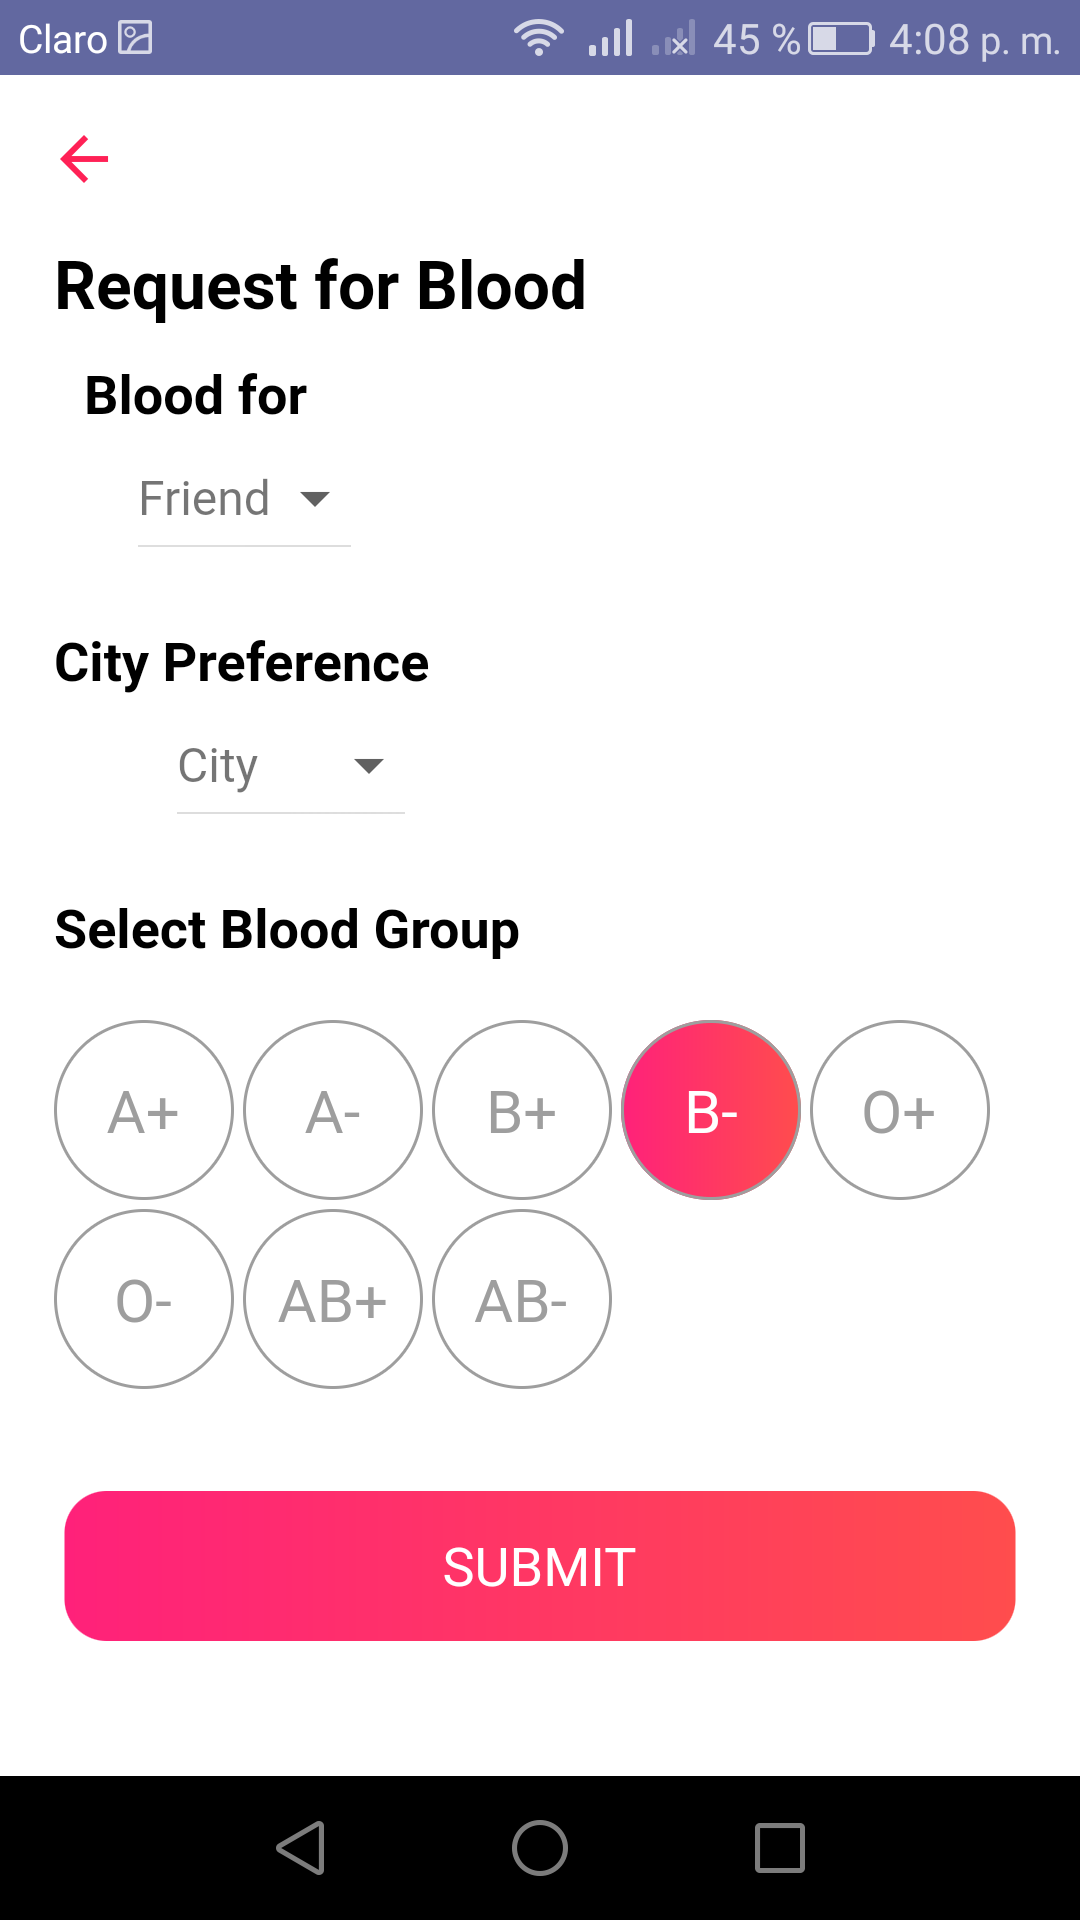 Claro 45 % 4:08 p. m.
Request for Blood
Blood for
Friend
City Preference
City
Select Blood Group
A+ A- B+ B- O+
O- AB+ AB-
SUBMIT